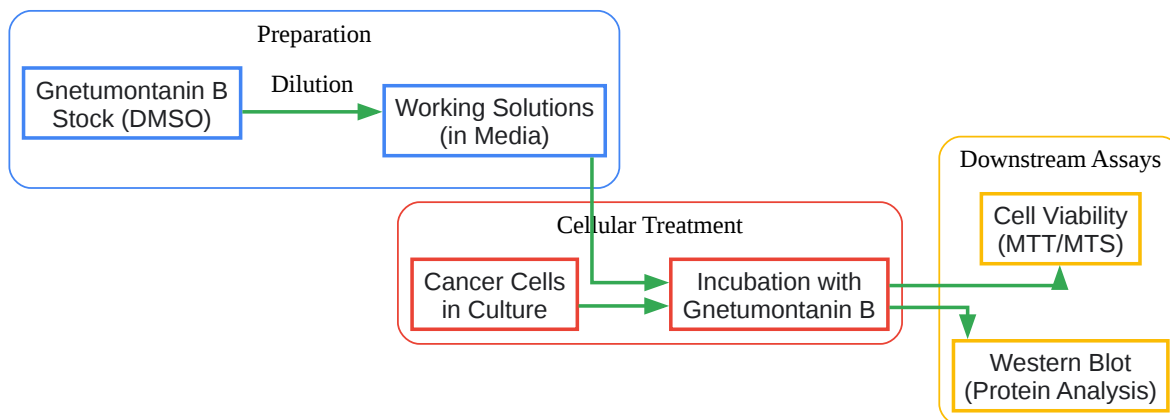 Preparation
Gnetumontanin B
Stock (DMSO)
Dilution
Working Solutions
(in Media)
Cellular Treatment
Cancer Cells
in Culture
Incubation with
Gnetumontanin B
Downstream Assays
Cell Viability
(MTT/MTS)
Western Blot
(Protein Analysis)